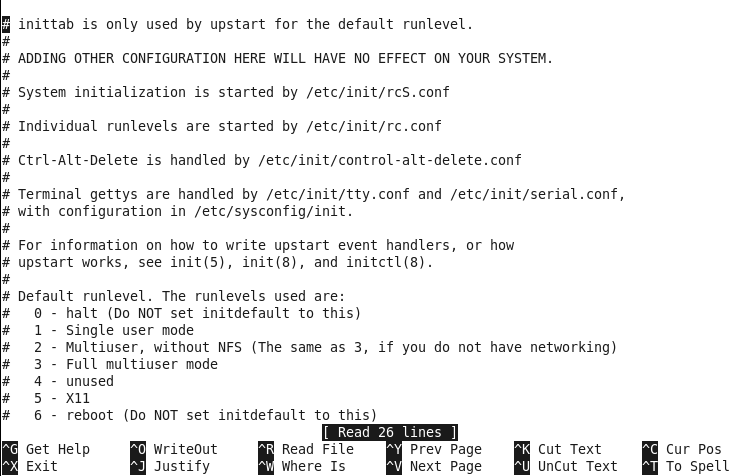 # inittab is only used by upstart for the default runlevel.
#
# ADDING OTHER CONFIGURATION HERE WILL HAVE NO EFFECT ON YOUR SYSTEM.
#
# System initialization is started by /etc/init/rcS.conf
#
# Individual runlevels are started by /etc/init/rc.conf
#
# Ctrl-Alt-Delete is handled by /etc/init/control-alt-delete.conf
#
# Terminal gettys are handled by /etc/init/tty.conf and /etc/init/serial.conf,
# with configuration in /etc/sysconfig/init.
#
# For information on how to write upstart event handlers, or how
# upstart works, see init(5), init(8), and initctl(8).
#
# Default runlevel. The runlevels used are:
#   0 - halt (Do NOT set initdefault to this)
#   1 - Single user mode
#   2 - Multiuser, without NFS (The same as 3, if you do not have networking)
#   3 - Full multiuser mode
#   4 - unused
#   5 - X11
#   6 - reboot (Do NOT set initdefault to this)
[ Read 26 lines ]
^G Get Help ^O WriteOut ^R Read File ^Y Prev Page ^K Cut Text ^C Cur Pos
^X Exit ^J Justify ^W Where Is ^V Next Page ^U UnCut Text ^T To Spell